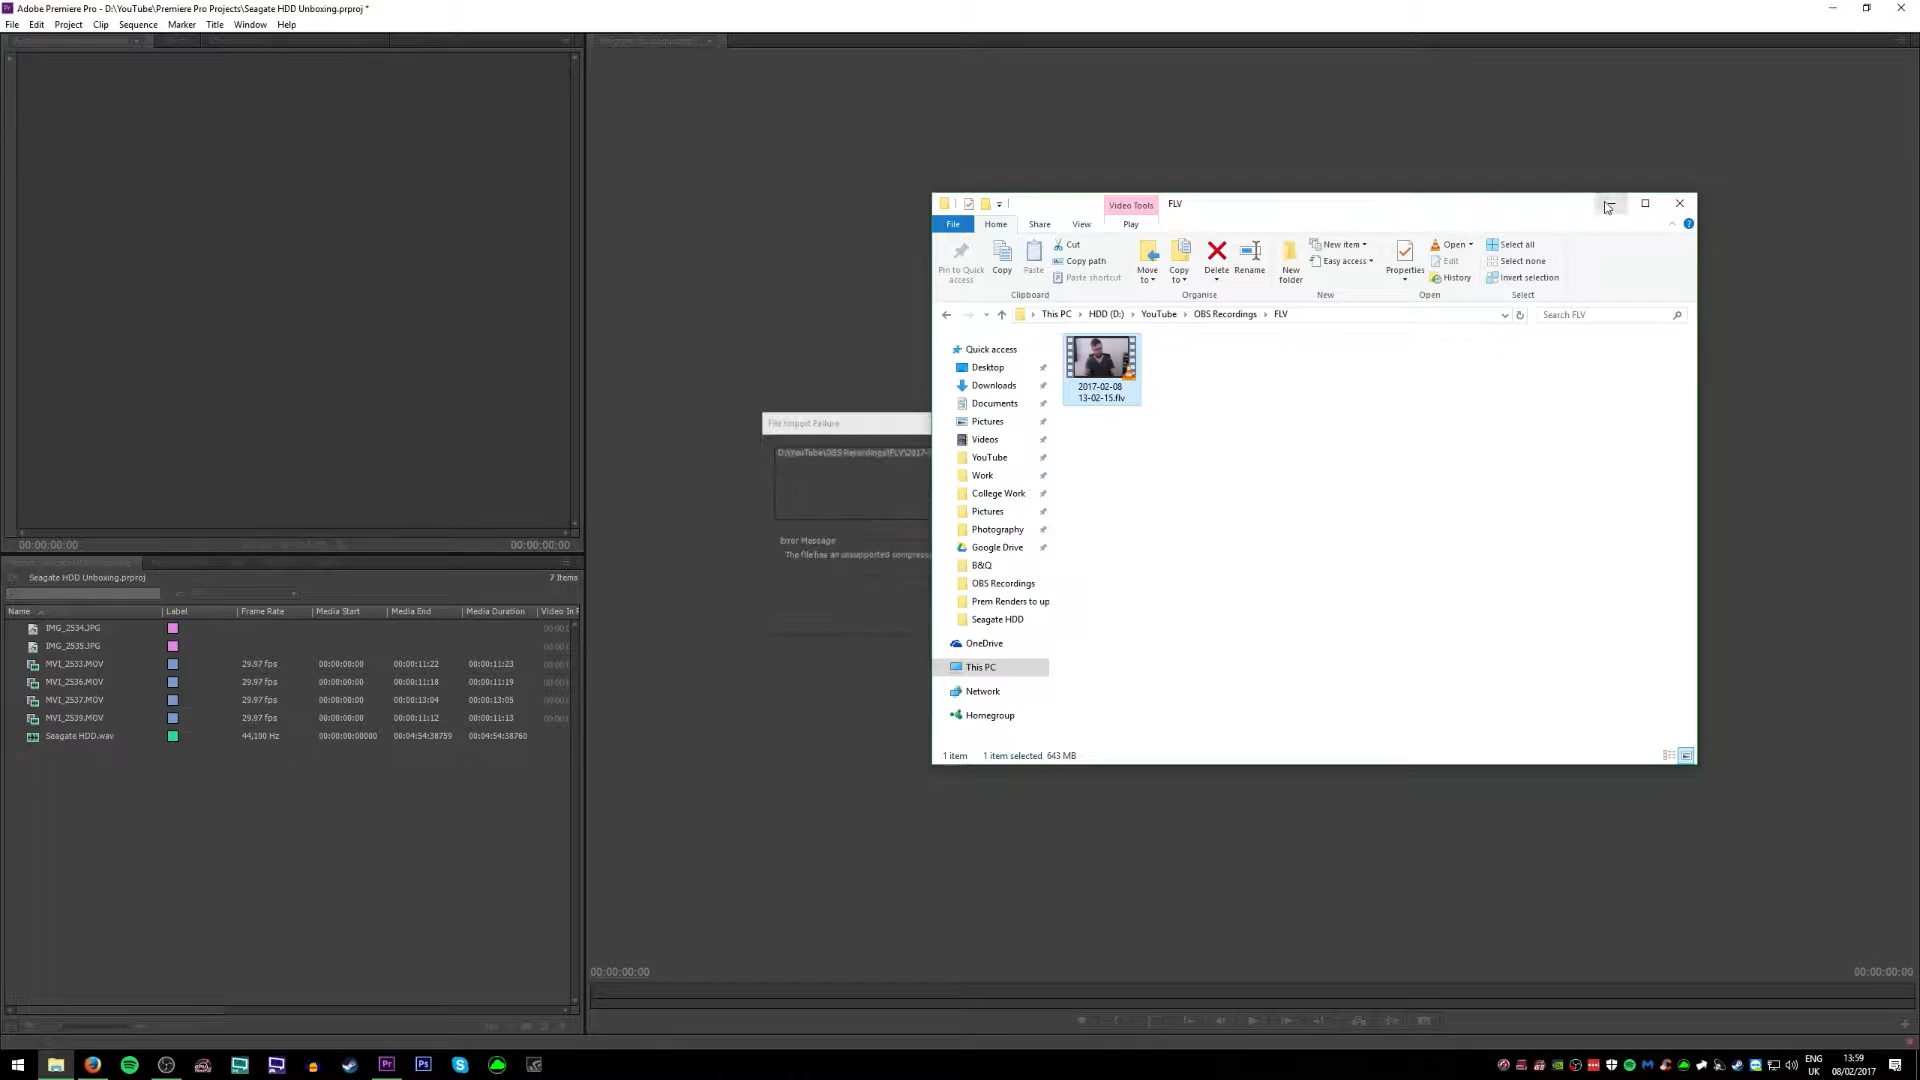 Adobe Premiere Pro - D:\YouTube\Premiere Pro Projects\Seagate HDD Unboxing.prproj *
File Edit Project Clip Sequence Marker Title Window Help
Video Tools FLV
File Home Share View Play
Pin to Quick access
Copy
Paste
Cut
Copy path
Paste shortcut
Move to
Copy to
Delete
Rename
New folder
New item
Easy access
Properties
Open
Edit
History
Select all
Select none
Invert selection
Clipboard Organise New Open Select
This PC > HDD (D:) > YouTube > OBS Recordings > FLV
Search FLV
Quick access
Desktop
Downloads
Documents
Pictures
Videos
YouTube
Work
College Work
Pictures
Photography
Google Drive
B&Q
OBS Recordings
Prem Renders to up
Seagate HDD
OneDrive
This PC
Network
Homegroup
2017-02-08
13-02-15.flv
1 item 1 item selected 643 MB
File Import Failure
D:\YouTube\OBS Recordings\FLV\2017-
Error Message
The file has an unsupported compress
00:00:00:00 00:00:00:00
Seagate HDD Unboxing.prproj 7 Items
Name Label Frame Rate Media Start Media End Media Duration Video In P
IMG_2534.JPG
IMG_2535.JPG
MVI_2533.MOV 29.97 fps 00:00:00:00 00:00:11:22 00:00:11:23
MVI_2536.MOV 29.97 fps 00:00:00:00 00:00:11:18 00:00:11:19
MVI_2537.MOV 29.97 fps 00:00:00:00 00:00:13:04 00:00:13:05
MVI_2539.MOV 29.97 fps 00:00:00:00 00:00:11:12 00:00:11:13
Seagate HDD.wav 44,100 Hz 00:00:00:00000 00:04:54:38759 00:04:54:38760
00:00:00:00 00:00:00:00
ENG
UK
13:59
08/02/2017